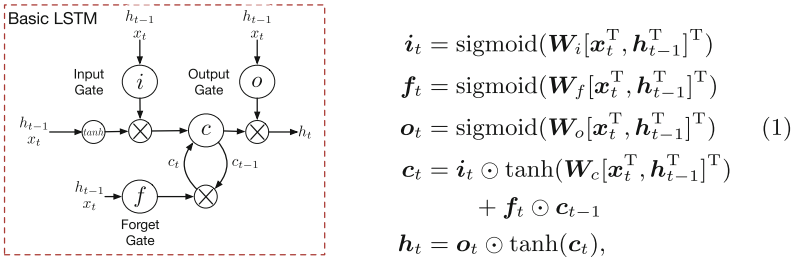 Basic LSTM
h_{t-1} h_{t-1}
x_t x_t
Input Gate
i
Output Gate
o
h_{t-1}
x_t
tanh
c
h_t
c_t
c_{t-1}
h_{t-1}
x_t
f
Forget
Gate
i_t = sigmoid(W_i[x_t^T, h_{t-1}^T]^T)
f_t = sigmoid(W_f[x_t^T, h_{t-1}^T]^T)
o_t = sigmoid(W_o[x_t^T, h_{t-1}^T]^T) (1)
c_t = i_t ⊙ tanh(W_c[x_t^T, h_{t-1}^T]^T)
+ f_t ⊙ c_{t-1}
h_t = o_t ⊙ tanh(c_t),